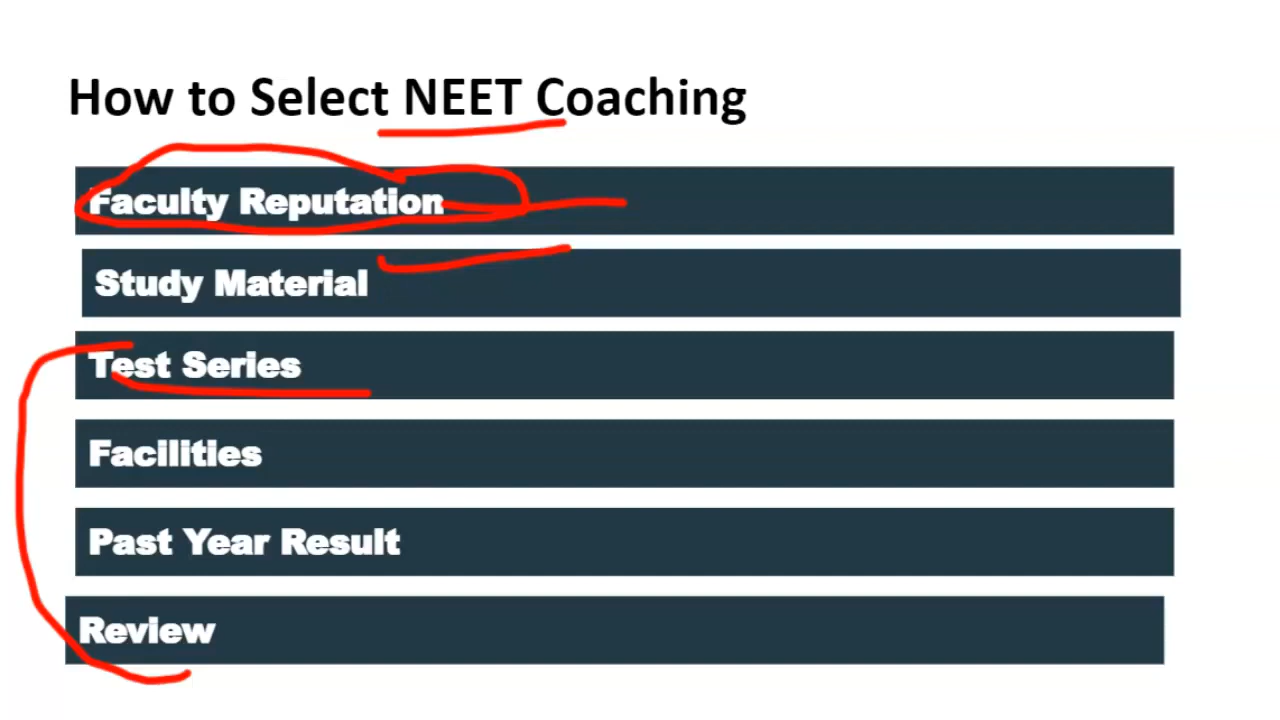 How to Select NEET Coaching
Faculty Reputation
Study Material
Test Series
Facilities
Past Year Result
Review